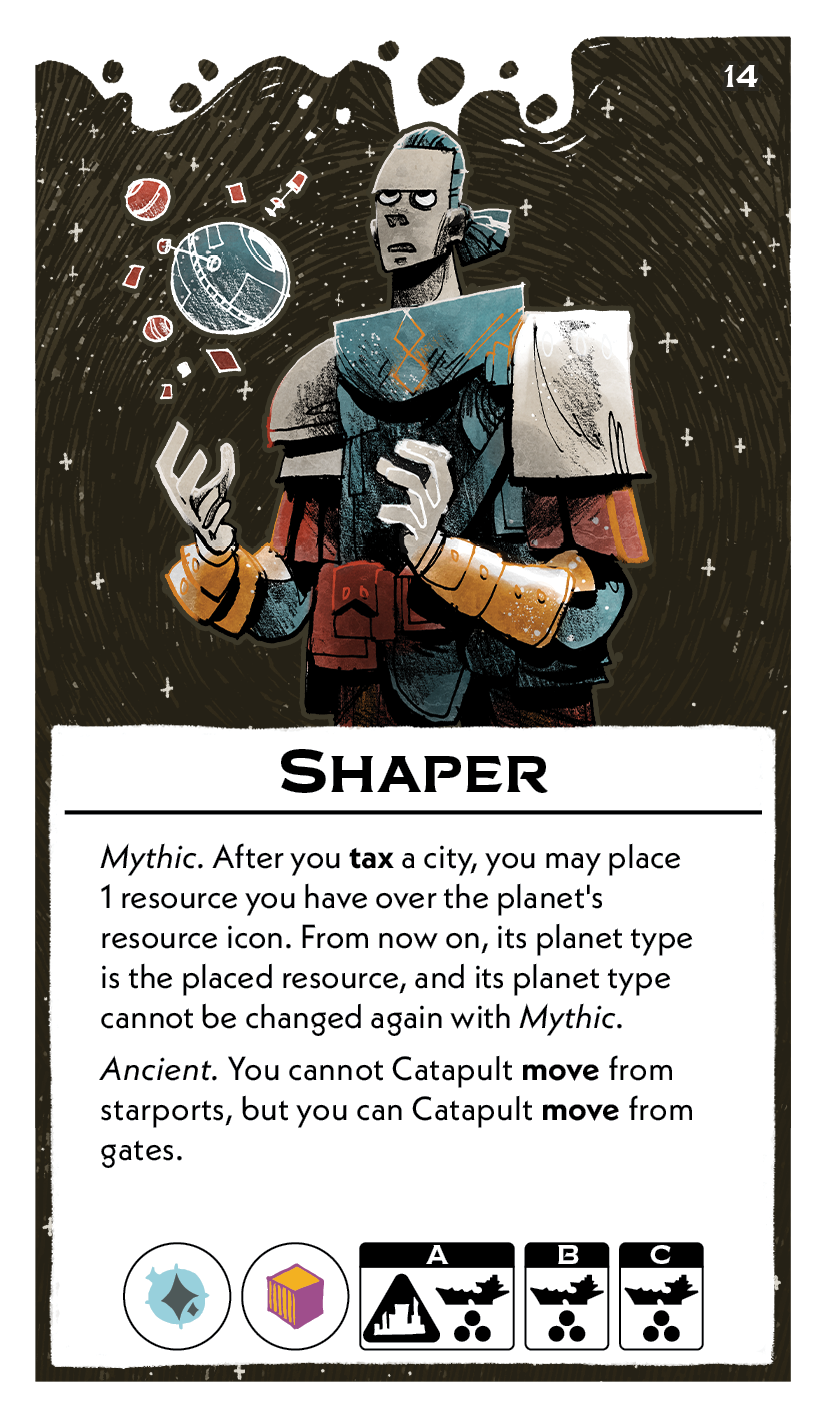 14
SHAPER
Mythic. After you tax a city, you may place
1 resource you have over the planet's
resource icon. From now on, its planet type
is the placed resource, and its planet type
cannot be changed again with Mythic.
Ancient. You cannot Catapult move from
starports, but you can Catapult move from
gates.
A B C